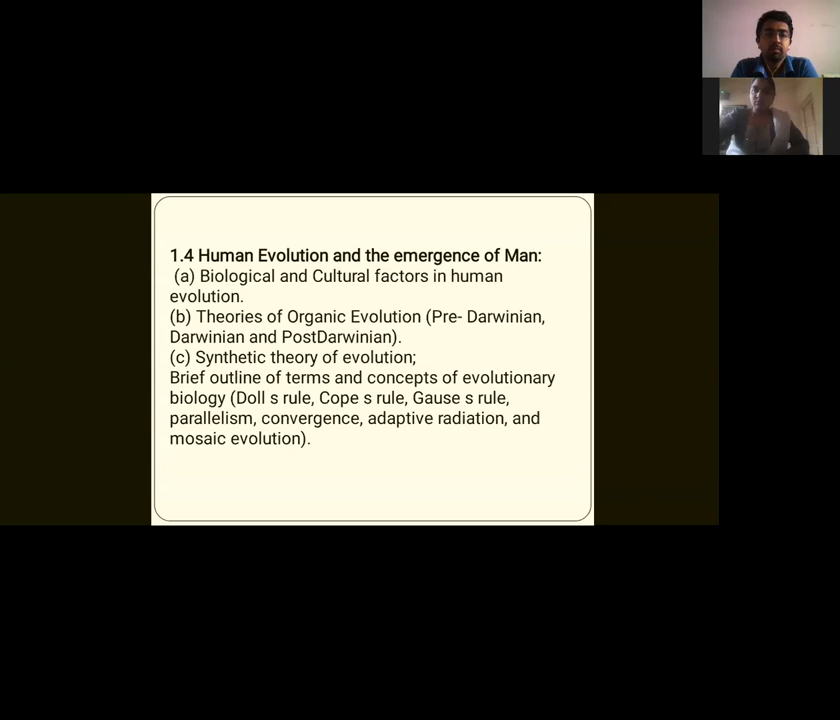 1.4 Human Evolution and the emergence of Man:
(a) Biological and Cultural factors in human
evolution.
(b) Theories of Organic Evolution (Pre- Darwinian,
Darwinian and PostDarwinian).
(c) Synthetic theory of evolution;
Brief outline of terms and concepts of evolutionary
biology (Doll s rule, Cope s rule, Gause s rule,
parallelism, convergence, adaptive radiation, and
mosaic evolution).